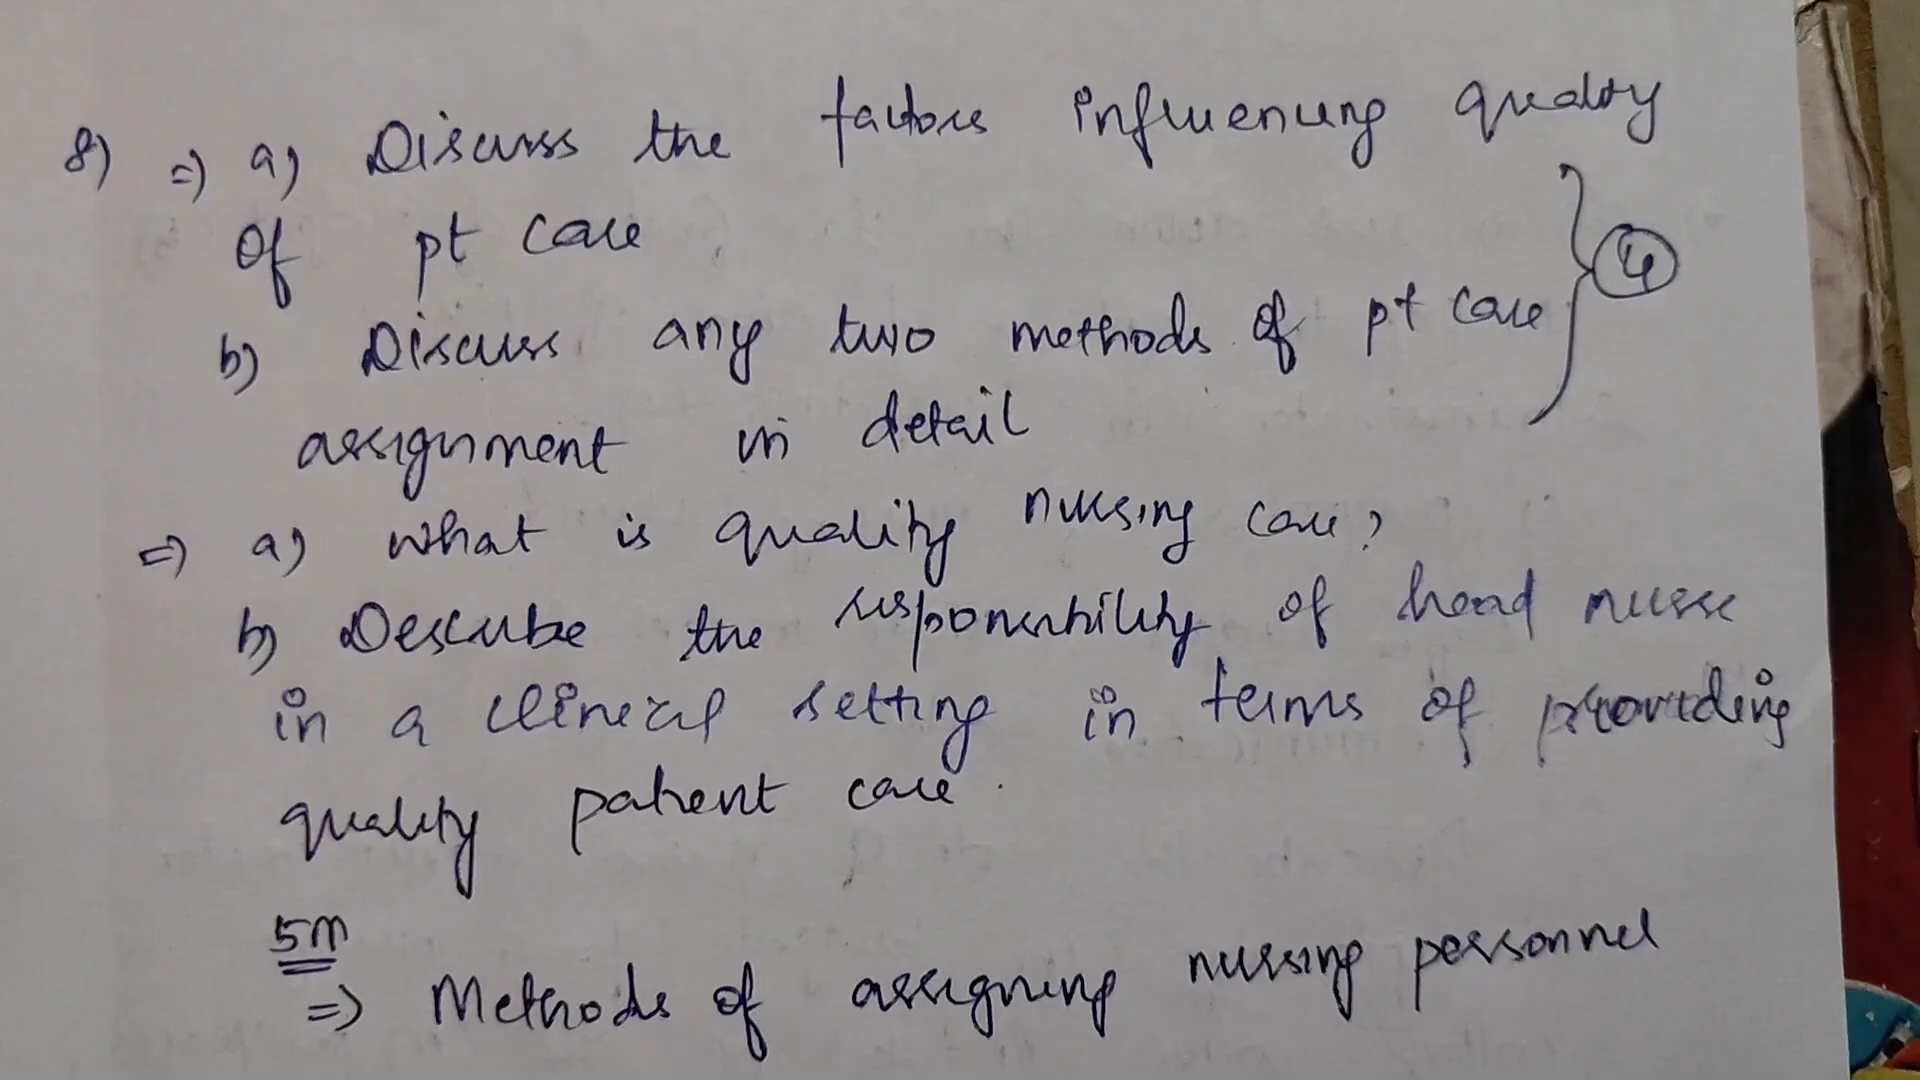 8) => a) Discuss the factors influencing quality
of pt care
b) Discuss any two methods of pt care
assignment in detail
=> a) What is quality nursing care?
b) Describe the responsibility of head nurse
in a clinical setting in terms of providing
quality patient care.
5m
=> Methods of assigning nursing personnel